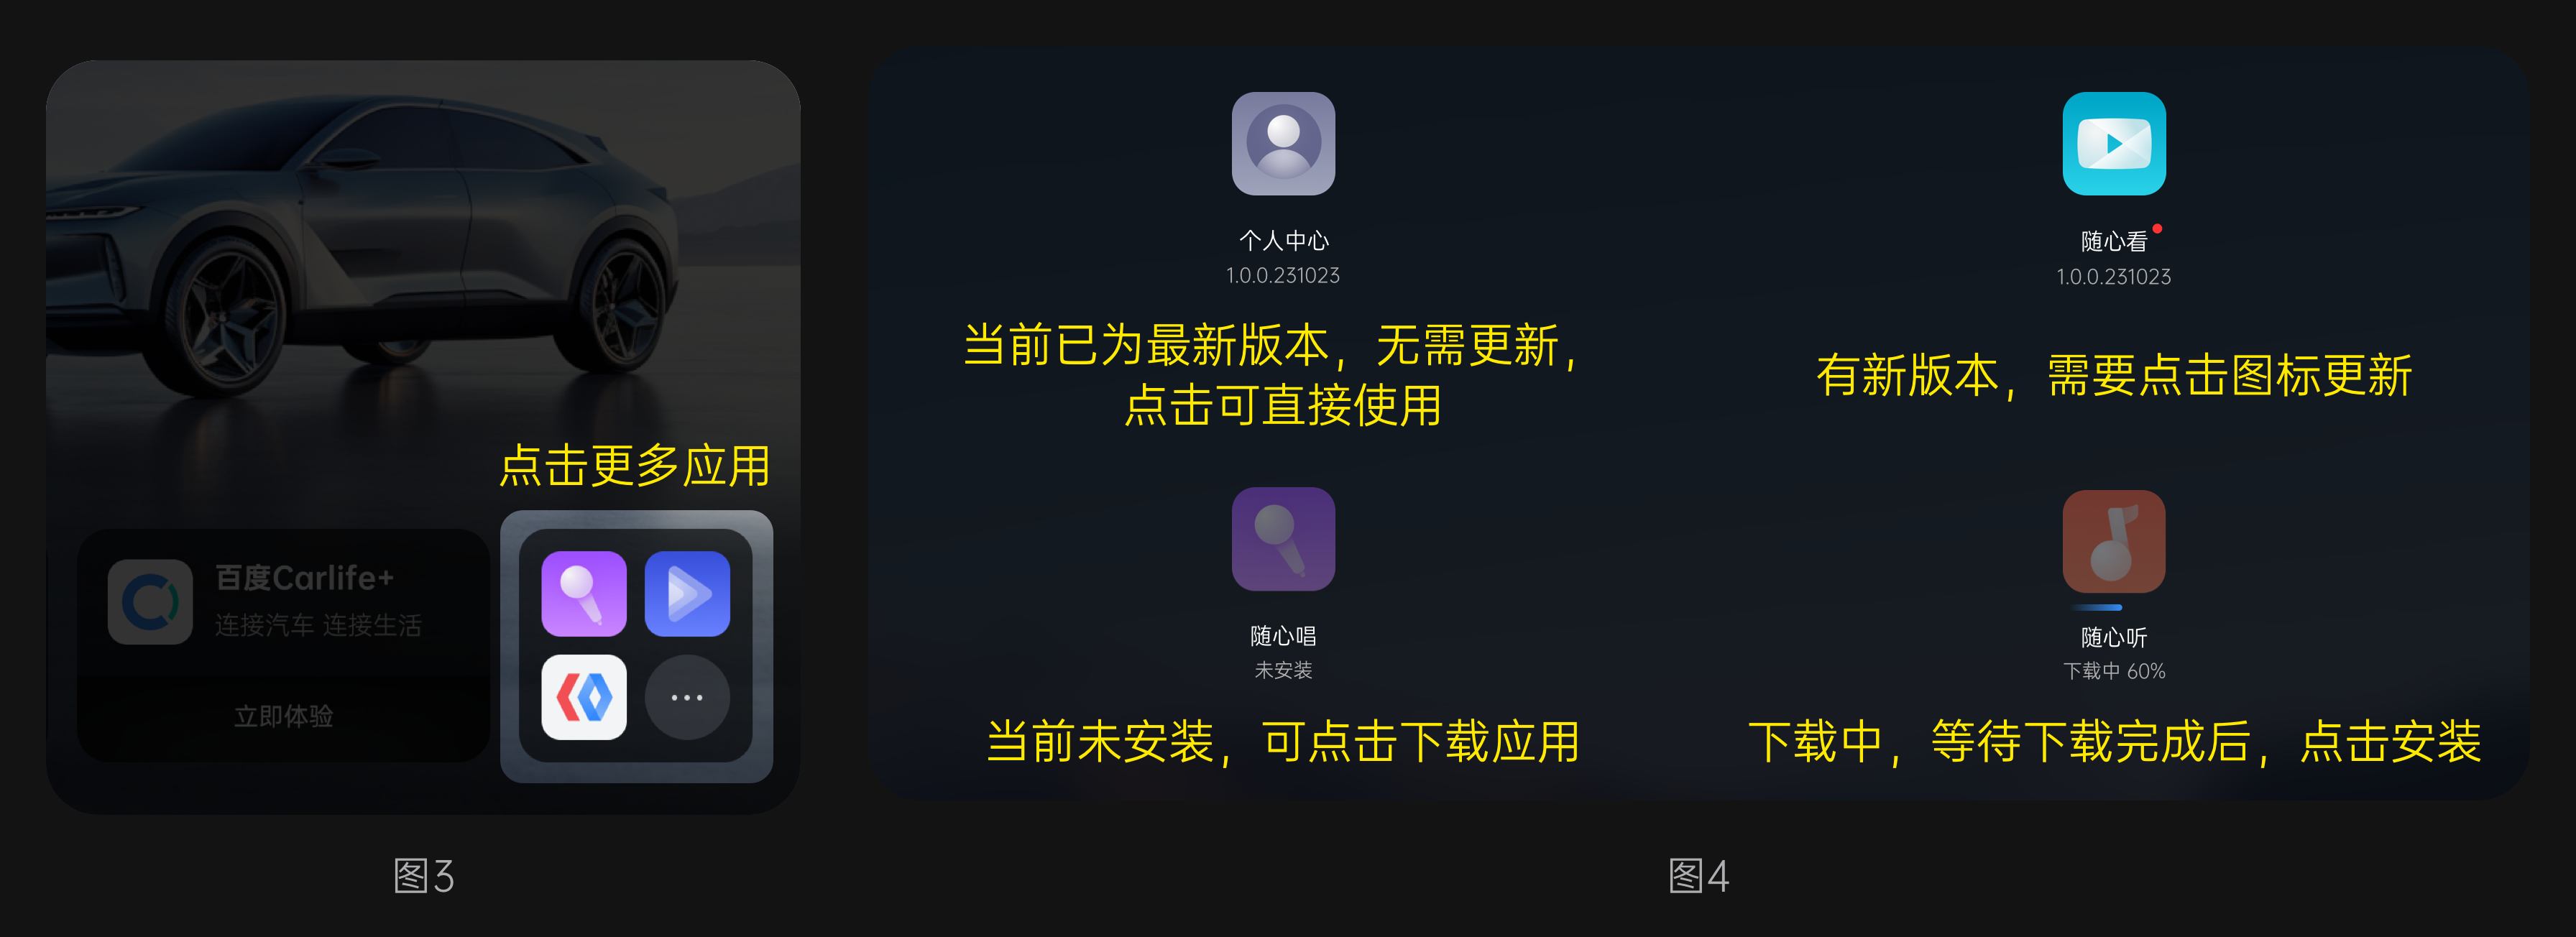 点击更多应用
百度Carlife+
连接汽车 连接生活
立即体验
图3
个人中心
1.0.0.231023
当前已为最新版本，无需更新，
点击可直接使用
随心看
1.0.0.231023
有新版本，需要点击图标更新
随心唱
未安装
当前未安装，可点击下载应用
随心听
下载中 60%
下载中，等待下载完成后，点击安装
图4